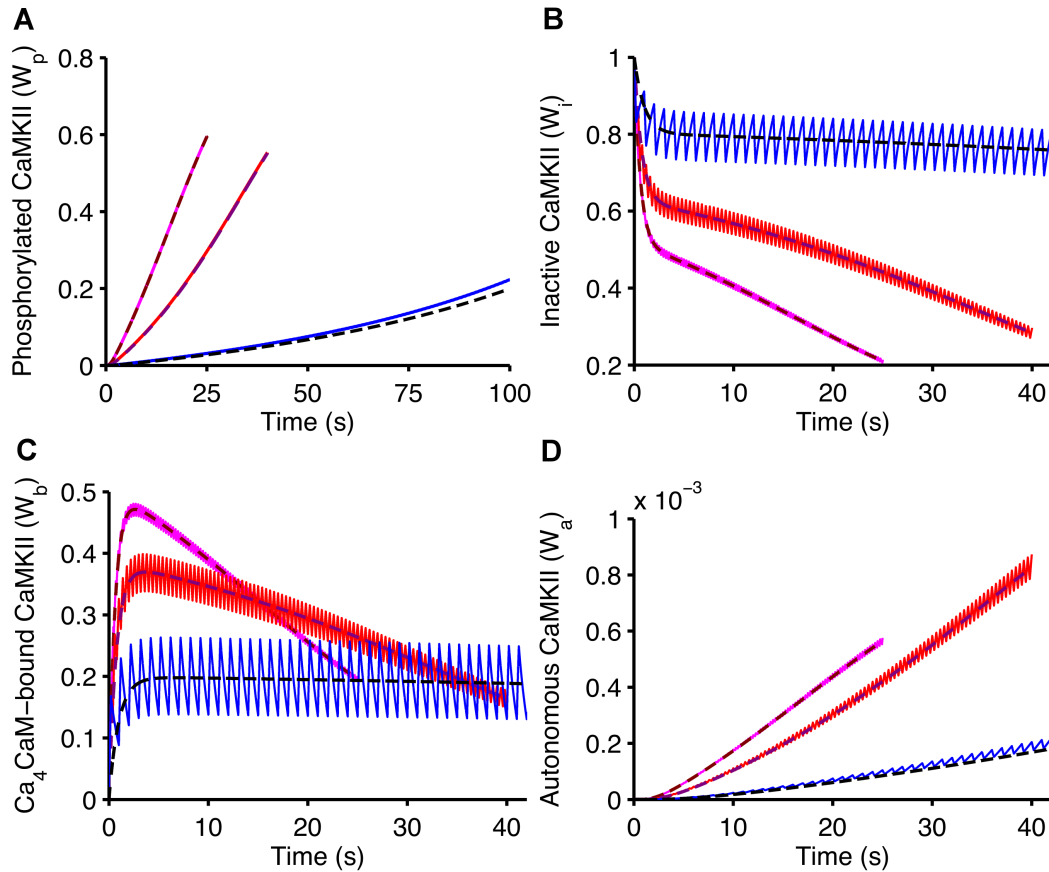 A
Phosphorylated CaMKII (Wp)
0.8
0.6
0.4
0.2
0
0 25 50 75 100
Time (s)
B
Inactive CaMKII (Wi)
1
0.8
0.6
0.4
0.2
0 10 20 30 40
Time (s)
C
Ca4CaM−bound CaMKII (Wb)
0.5
0.4
0.3
0.2
0.1
0
0 10 20 30 40
Time (s)
D
x 10−3
Autonomous CaMKII (Wa)
1
0.8
0.6
0.4
0.2
0
0 10 20 30 40
Time (s)